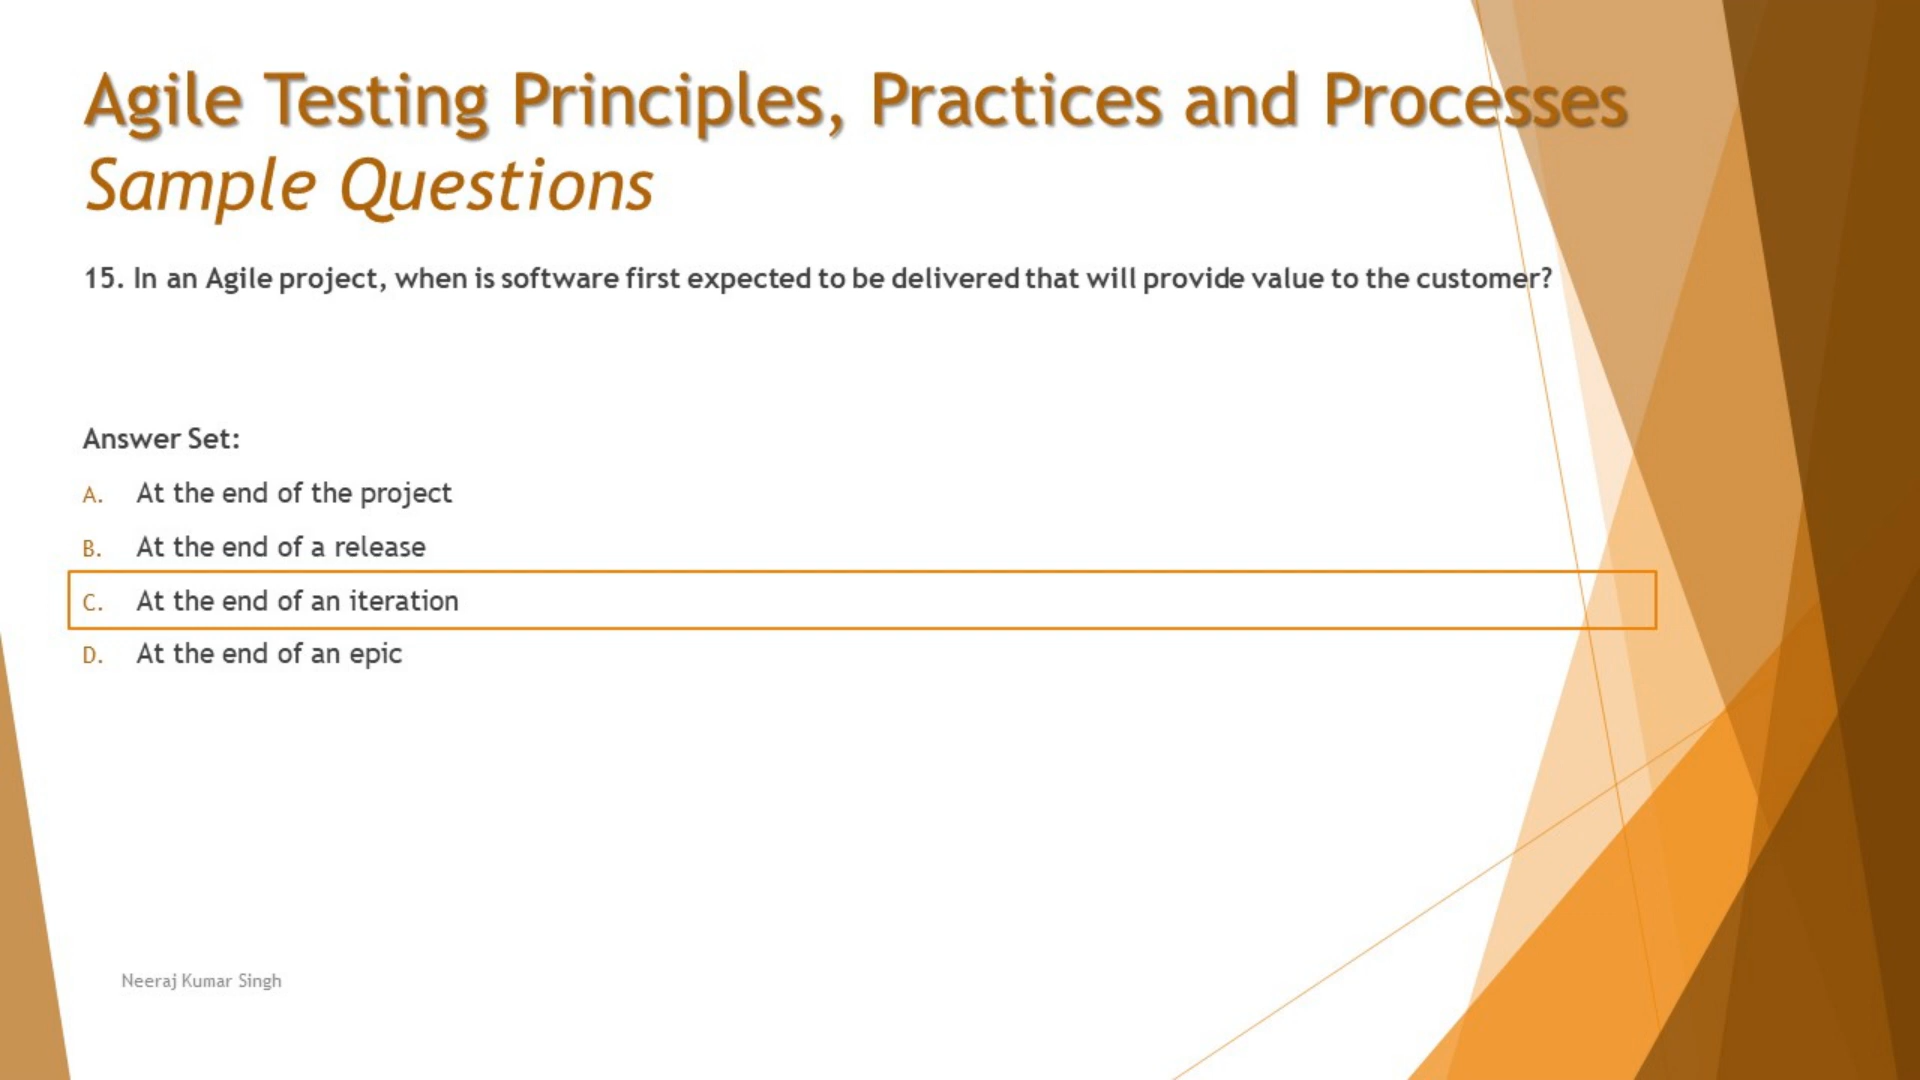 Agile Testing Principles, Practices and Processes
Sample Questions
15. In an Agile project, when is software first expected to be delivered that will provide value to the customer?
Answer Set:
A. At the end of the project
B. At the end of a release
C. At the end of an iteration
D. At the end of an epic
Neeraj Kumar Singh